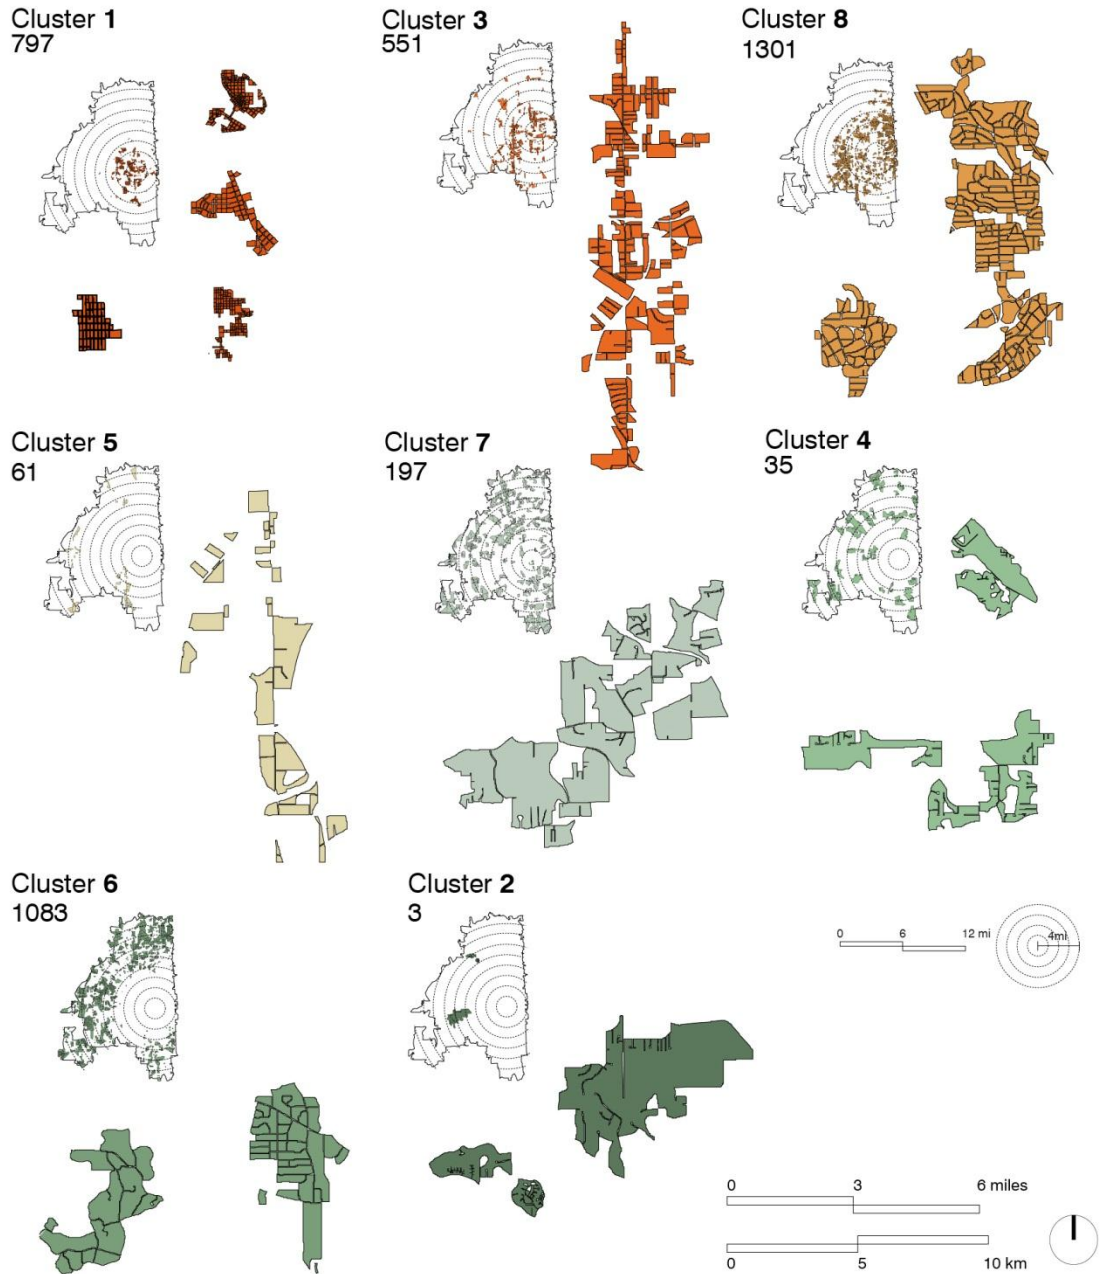 Cluster 1
797
Cluster 3
551
Cluster 8
1301
Cluster 5
61
Cluster 7
197
Cluster 4
35
Cluster 6
1083
Cluster 2
3
0 6 12 mi
4mi
0 3 6 miles
0 5 10 km